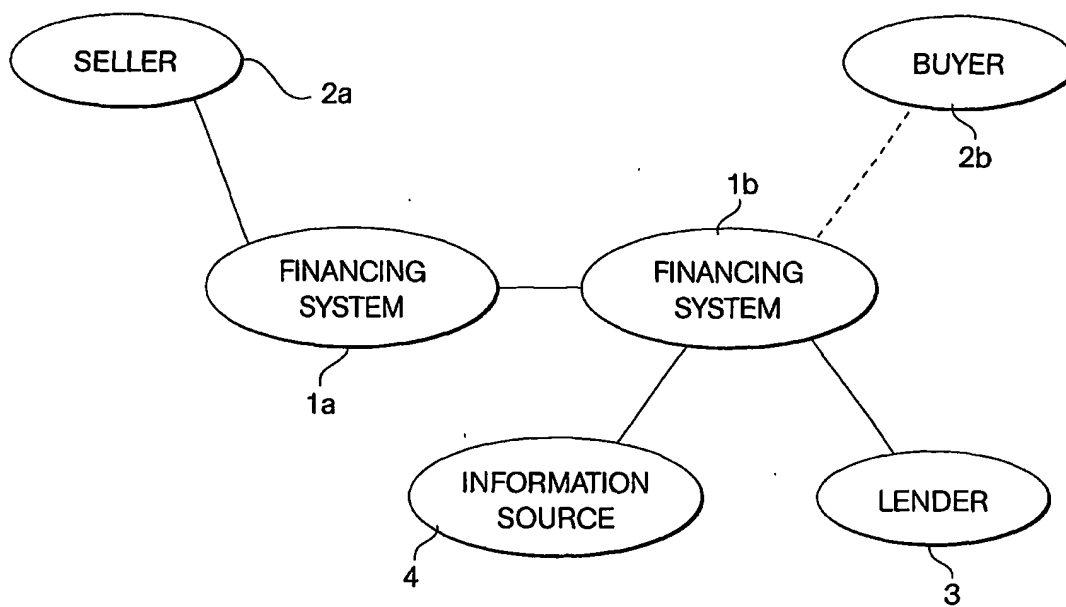 SELLER
2a
BUYER
2b
1b
FINANCING
SYSTEM
1a
FINANCING
SYSTEM
INFORMATION
SOURCE
4
LENDER
3